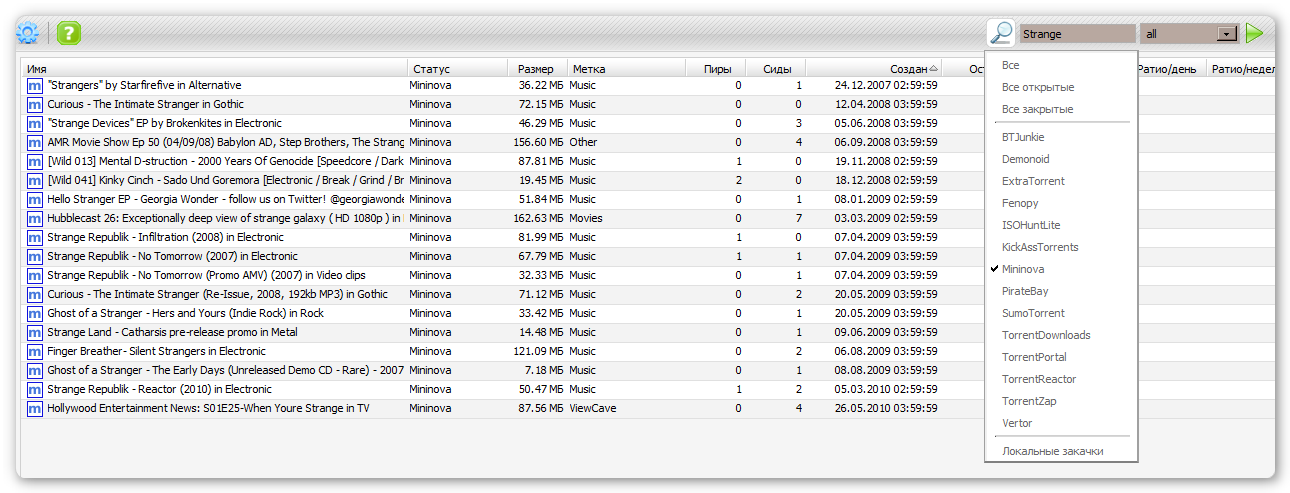 ?
Strange all
Имя Статус Размер Метка Пиры Сиды Создан Ост Ратио/день Ратио/недел
m "Strangers" by Starfirefive in Alternative Mininova 36.22 МБ Music 0 1 24.12.2007 02:59:59
m Curious - The Intimate Stranger in Gothic Mininova 72.15 МБ Music 0 0 12.04.2008 03:59:59
m "Strange Devices" EP by Brokenkites in Electronic Mininova 46.29 МБ Music 0 3 05.06.2008 03:59:59
m AMR Movie Show Ep 50 (04/09/08) Babylon AD, Step Brothers, The Strang Mininova 156.60 МБ Other 0 4 06.09.2008 03:59:59
m [Wild 013] Mental D-struction - 2000 Years Of Genocide [Speedcore / Dark Mininova 87.81 МБ Music 1 0 19.11.2008 02:59:59
m [Wild 041] Kinky Cinch - Sado Und Goremora [Electronic / Break / Grind / Br Mininova 19.45 МБ Music 2 0 18.12.2008 02:59:59
m Hello Stranger EP - Georgia Wonder - follow us on Twitter! @georgiawonde Mininova 51.84 МБ Music 0 1 08.01.2009 02:59:59
m Hubblecast 26: Exceptionally deep view of strange galaxy ( HD 1080p ) in Mininova 162.63 МБ Movies 0 7 03.03.2009 02:59:59
m Strange Republik - Infiltration (2008) in Electronic Mininova 81.99 МБ Music 1 0 07.04.2009 03:59:59
m Strange Republik - No Tomorrow (2007) in Electronic Mininova 67.79 МБ Music 1 1 07.04.2009 03:59:59
m Strange Republik - No Tomorrow (Promo AMV) (2007) in Video clips Mininova 32.33 МБ Music 0 1 07.04.2009 03:59:59
m Curious - The Intimate Stranger (Re-Issue, 2008, 192kb MP3) in Gothic Mininova 71.12 МБ Music 0 2 20.05.2009 03:59:59
m Ghost of a Stranger - Hers and Yours (Indie Rock) in Rock Mininova 33.42 МБ Music 0 1 20.05.2009 03:59:59
m Strange Land - Catharsis pre-release promo in Metal Mininova 14.48 МБ Music 0 1 09.06.2009 03:59:59
m Finger Breather- Silent Strangers in Electronic Mininova 121.09 МБ Music 0 2 06.08.2009 03:59:59
m Ghost of a Stranger - The Early Days (Unreleased Demo CD - Rare) - 2007 Mininova 7.18 МБ Music 0 1 08.08.2009 03:59:59
m Strange Republik - Reactor (2010) in Electronic Mininova 50.47 МБ Music 1 2 05.03.2010 02:59:59
m Hollywood Entertainment News: S01E25-When Youre Strange in TV Mininova 87.56 МБ ViewCave 0 4 26.05.2010 03:59:59
Все
Все открытые
Все закрытые
BTJunkie
Demonoid
ExtraTorrent
Fenopy
ISOHuntLite
KickAssTorrents
Mininova
PirateBay
SumoTorrent
TorrentDownloads
TorrentPortal
TorrentReactor
TorrentZap
Vertor
Локальные закачки